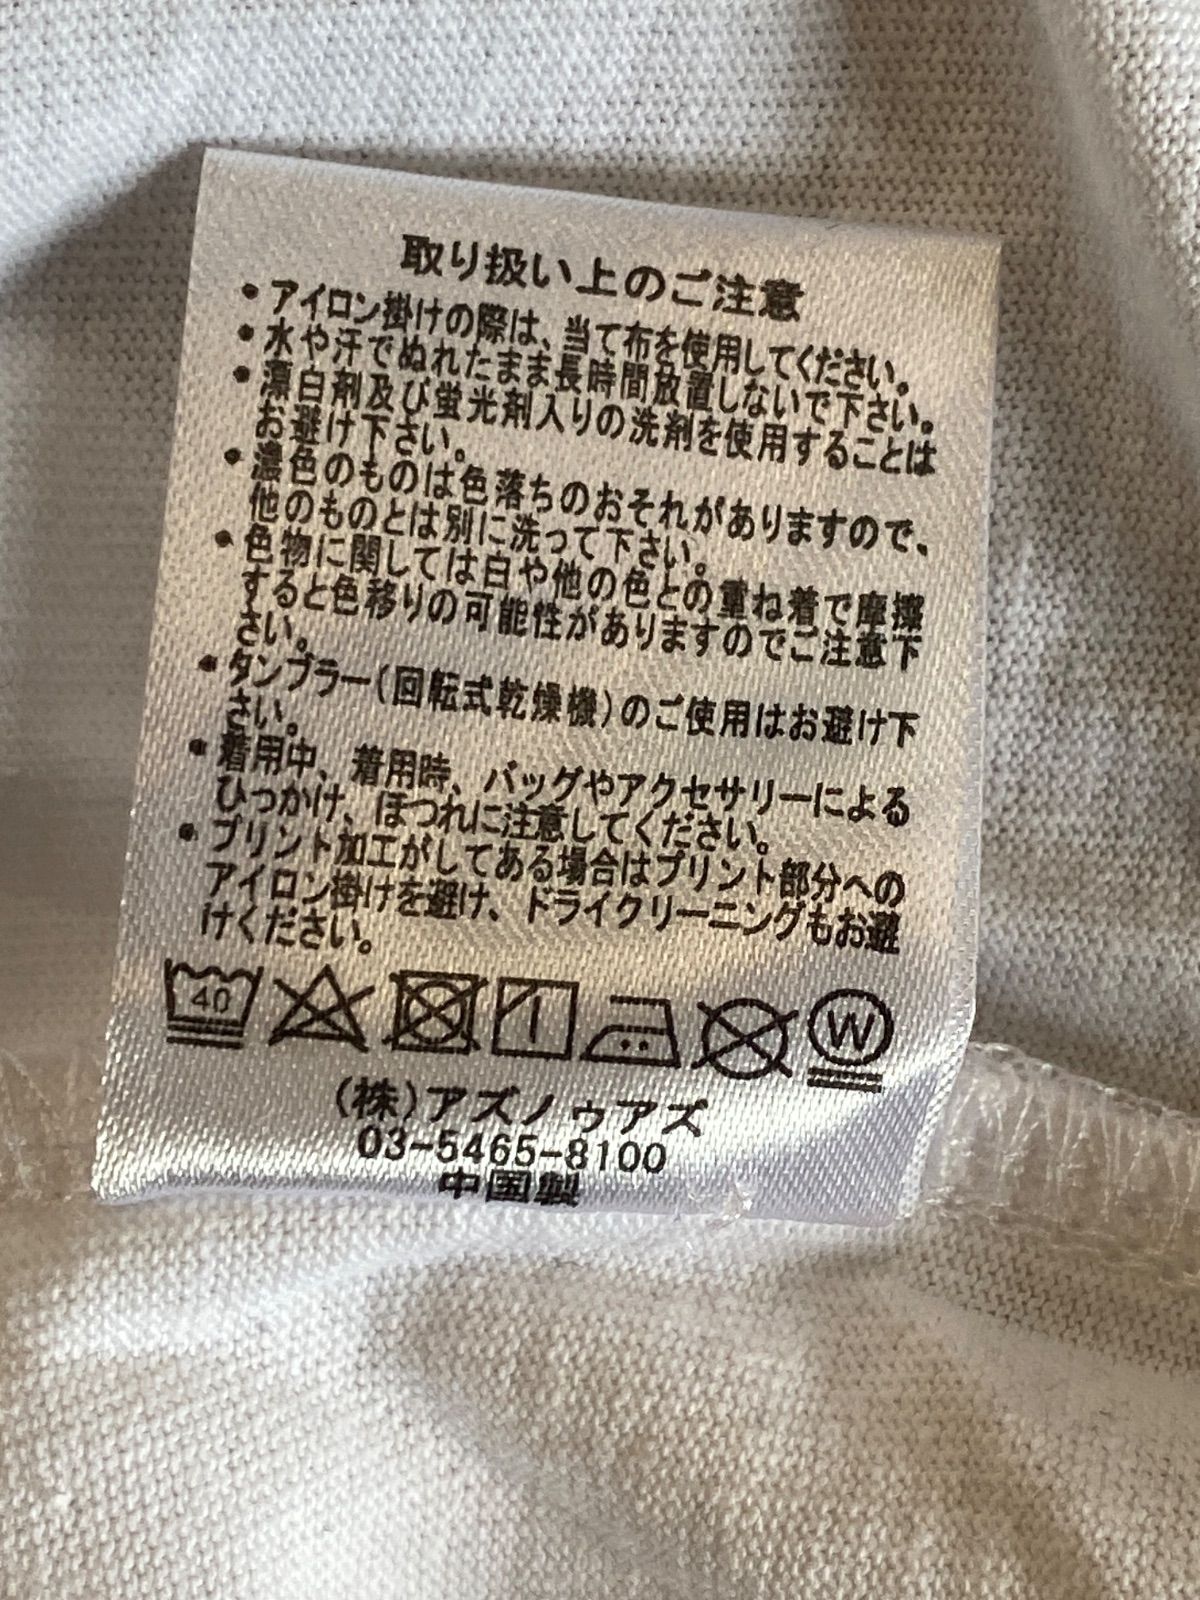 取り扱い上のご注意
・アイロン掛けの際は、当て布を使用してください。
・水や汗でぬれたまま長時間放置しないで下さい。
・漂白剤及び蛍光剤入りの洗剤を使用することは
お避け下さい。
・濃色のものは色落ちのおそれがありますので、
他のものとは別に洗って下さい。
・色物に関しては白や他の色との重ね着で摩擦
すると色移りの可能性がありますのでご注意下
さい。
・タンブラー(回転式乾燥機)のご使用はお避け下
さい。
・着用中、着用時、バッグやアクセサリーによる
ひっかけ、ほつれに注意してください。
・プリント加工がしてある場合はプリント部分への
アイロン掛けを避け、ドライクリーニングもお避
けください。
40 W
(株)アズノゥアズ
03-5465-8100
中国製